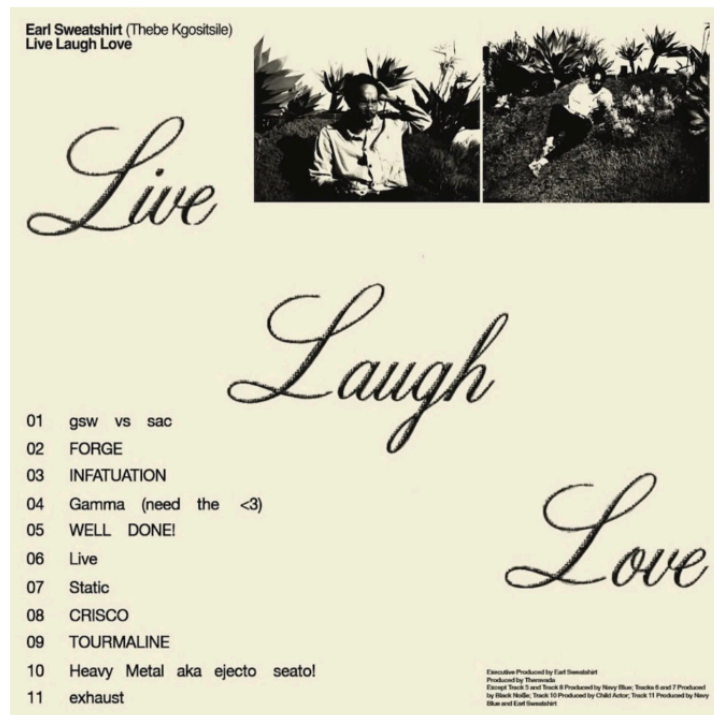 Earl Sweatshirt (Thebe Kgositsile)
Live Laugh Love
Live
Laugh
Love
01 gsw vs sac
02 FORGE
03 INFATUATION
04 Gamma (need the <3)
05 WELL DONE!
06 Live
07 Static
08 CRISCO
09 TOURMALINE
10 Heavy Metal aka ejecto seato!
11 exhaust
Executive Produced by Earl Sweatshirt
Produced by Theravada
Except Track 5 and Track 8 Produced by Navy Blue; Tracks 6 and 7 Produced
by Black Noi$e; Track 10 Produced by Child Actor; Track 11 Produced by Navy
Blue and Earl Sweatshirt